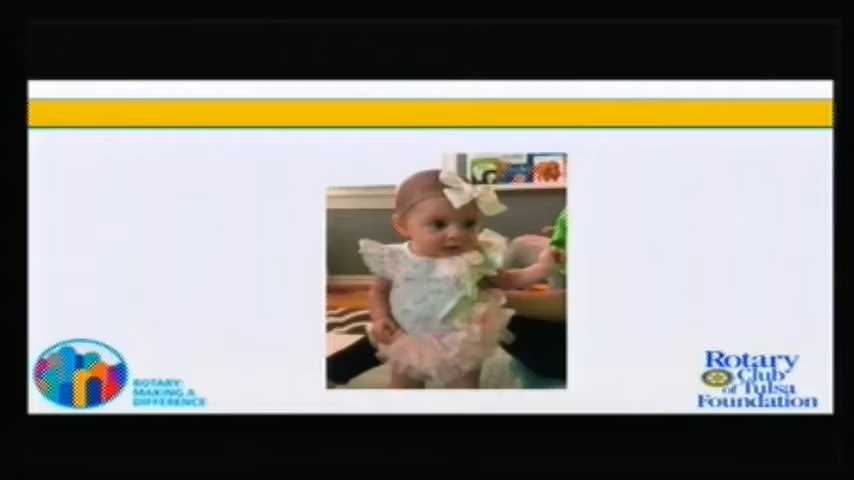 ROTARY:
MAKING A
DIFFERENCE
Rotary
Club
of Tulsa
Foundation